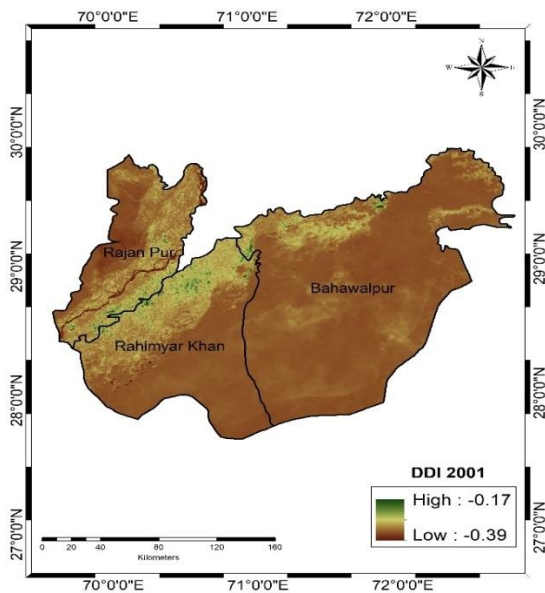 70°0'0"E 71°0'0"E 72°0'0"E
N
W E
S
30°0'0"N 30°0'0"N
29°0'0"N 29°0'0"N
28°0'0"N 28°0'0"N
27°0'0"N 27°0'0"N
Rajan Pur
Bahawalpur
Rahimyar Khan
DDI 2001
High : -0.17
Low : -0.39
0 20 40 80 120 160
Kilometers
70°0'0"E 71°0'0"E 72°0'0"E